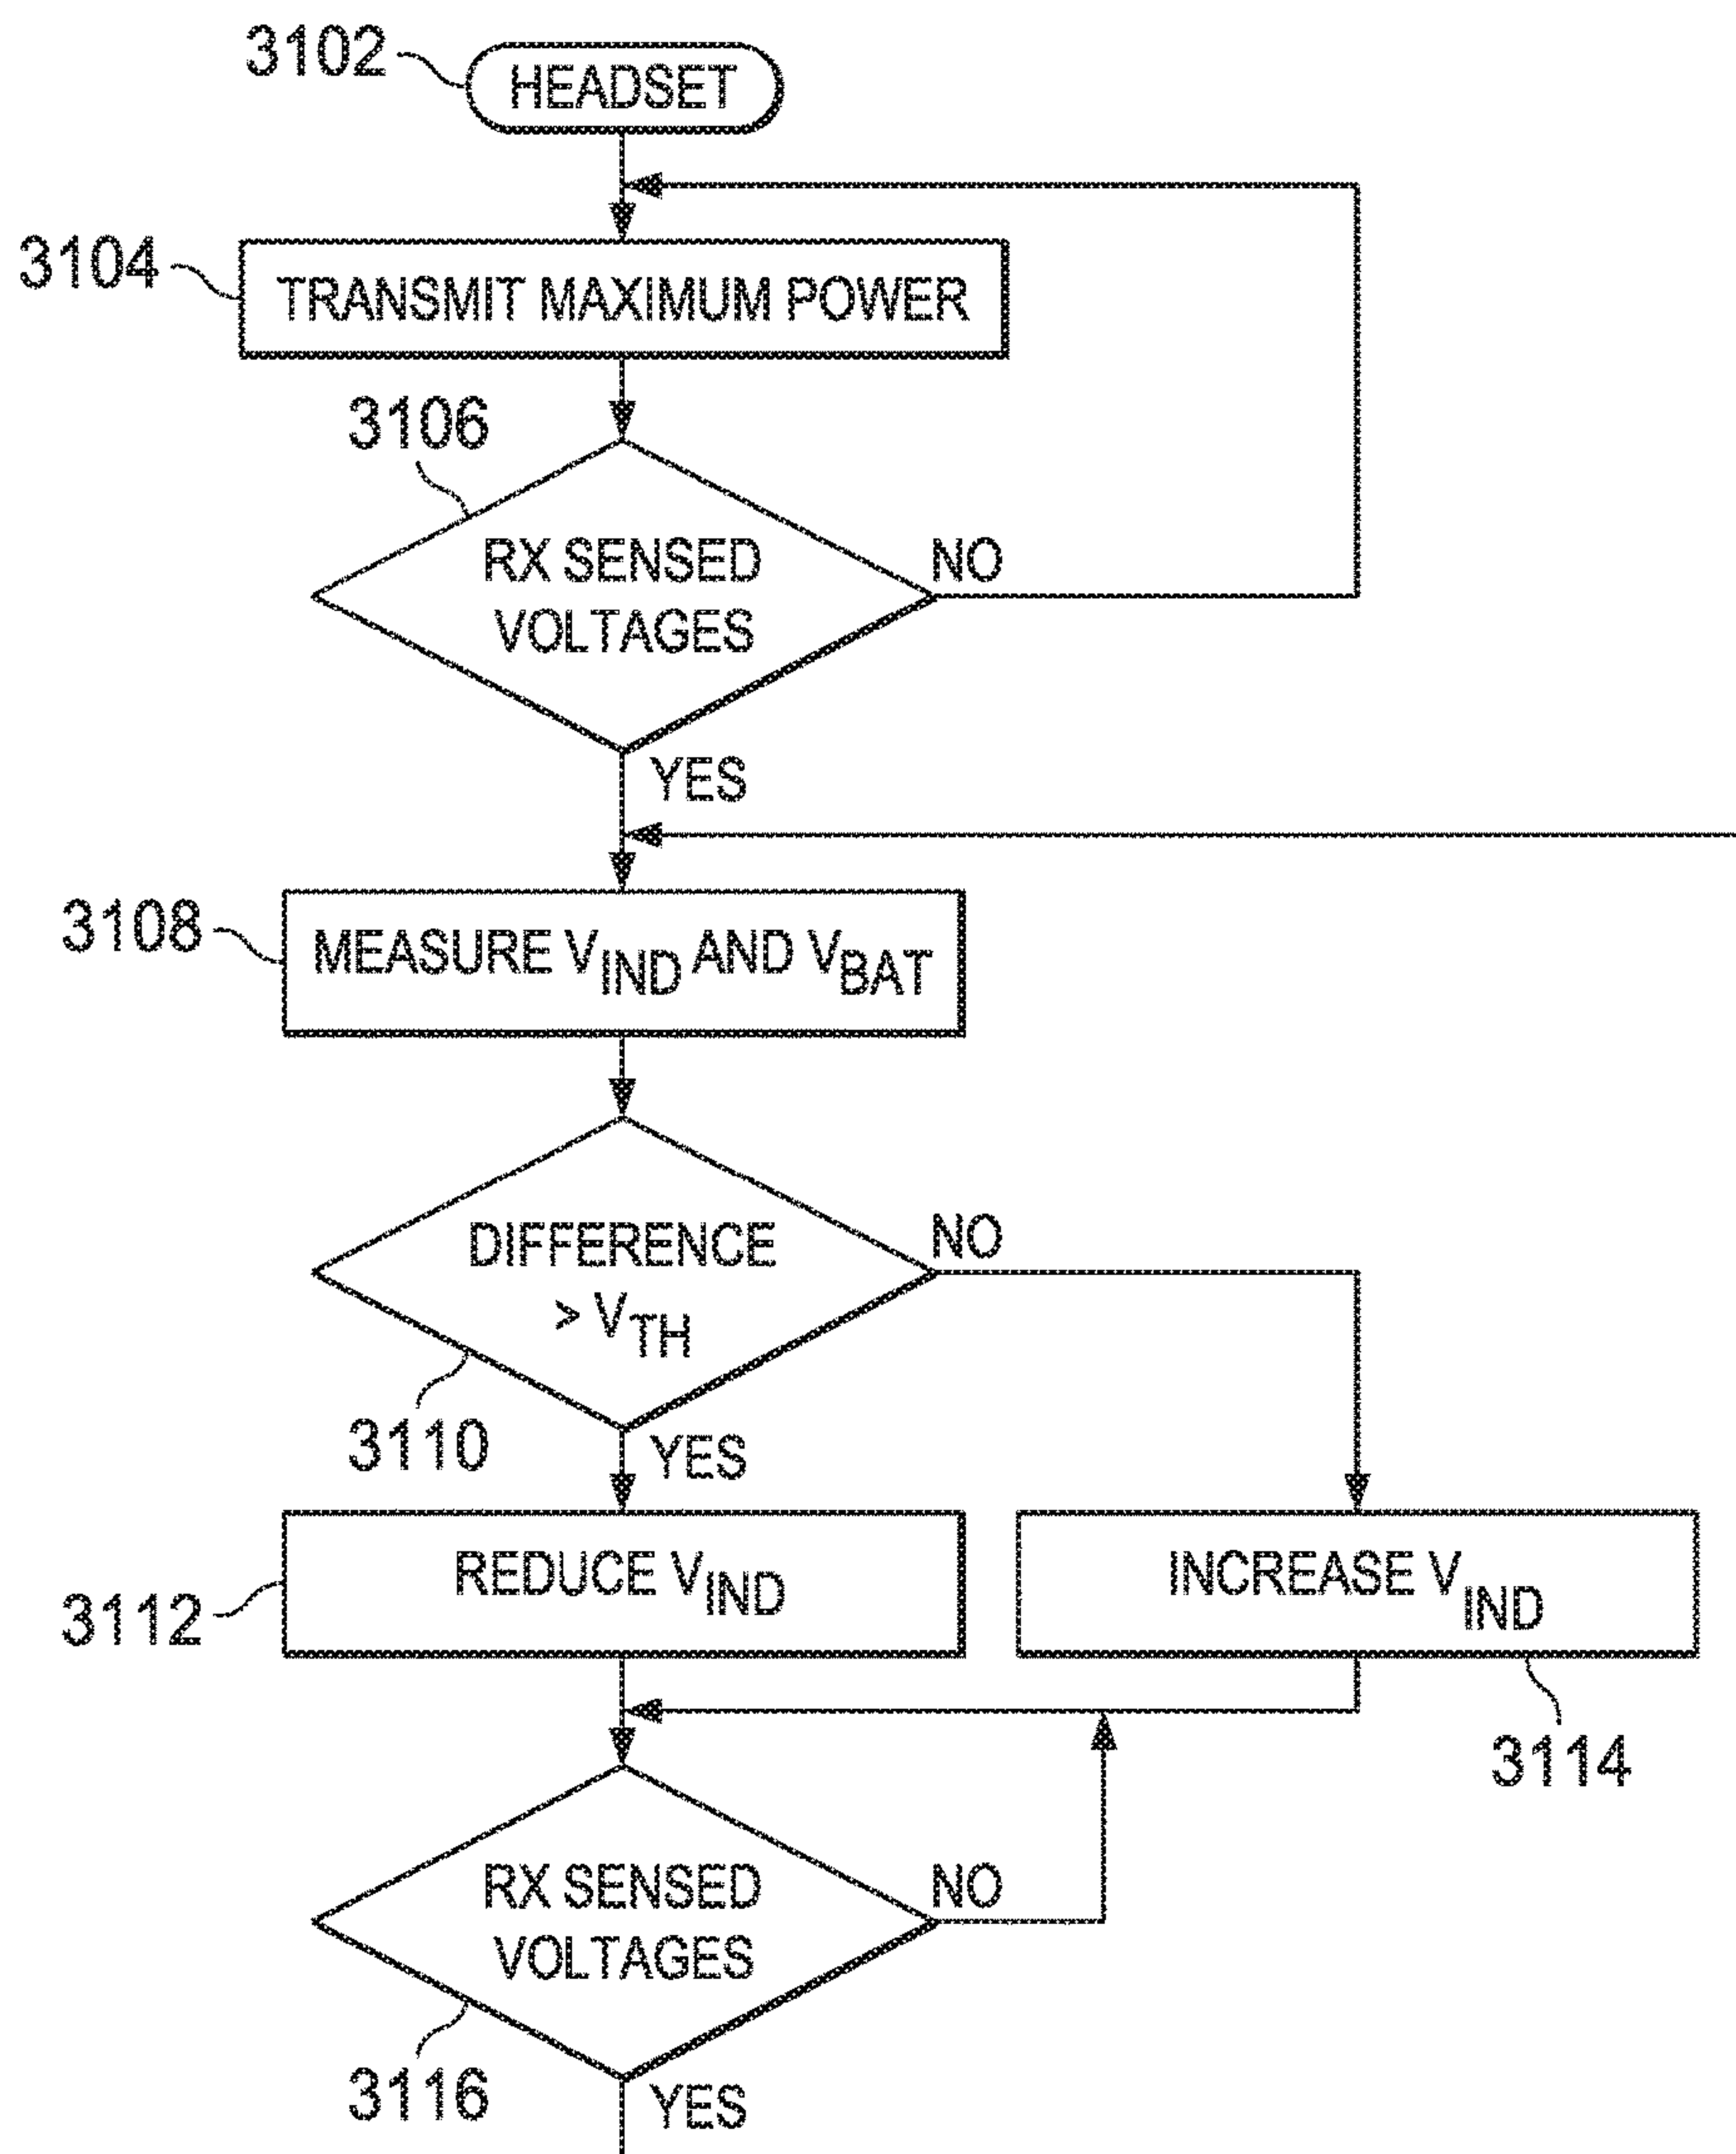 3102
HEADSET
3104
TRANSMIT MAXIMUM POWER
3106
RX SENSED
VOLTAGES
NO
YES
3108
MEASURE VIND AND VBAT
DIFFERENCE
> VTH
NO
3110
YES
3112
REDUCE VIND
INCREASE VIND
3114
RX SENSED
VOLTAGES
NO
3116
YES